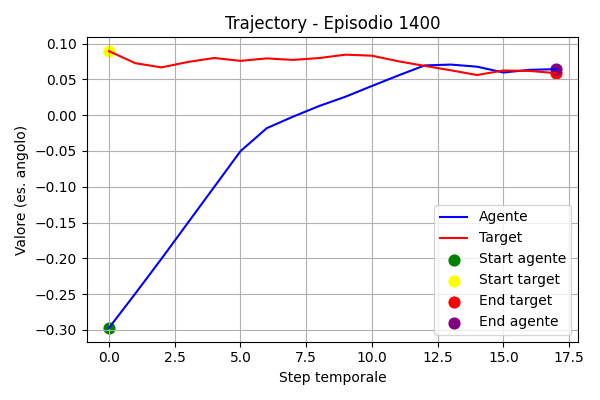 Trajectory - Episodio 1400
Valore (es. angolo)
0.10
0.05
0.00
−0.05
−0.10
−0.15
−0.20
−0.25
−0.30
Agente
Target
Start agente
Start target
End target
End agente
0.0 2.5 5.0 7.5 10.0 12.5 15.0 17.5
Step temporale